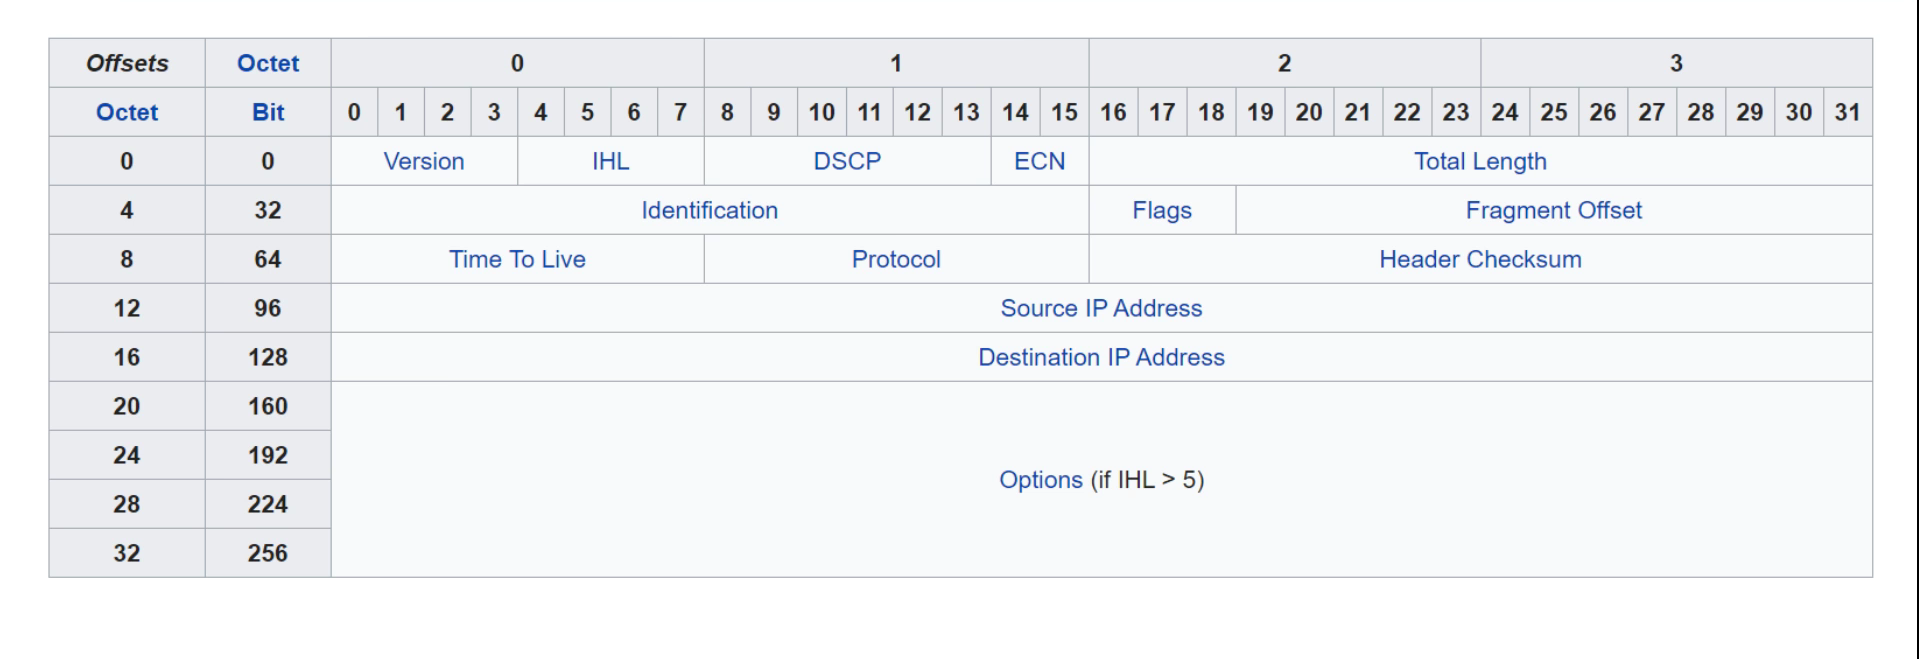 Offsets Octet 0 1 2 3
Octet Bit 0 1 2 3 4 5 6 7 8 9 10 11 12 13 14 15 16 17 18 19 20 21 22 23 24 25 26 27 28 29 30 31
0 0 Version IHL DSCP ECN Total Length
4 32 Identification Flags Fragment Offset
8 64 Time To Live Protocol Header Checksum
12 96 Source IP Address
16 128 Destination IP Address
20 160
24 192
Options (if IHL > 5)
28 224
32 256